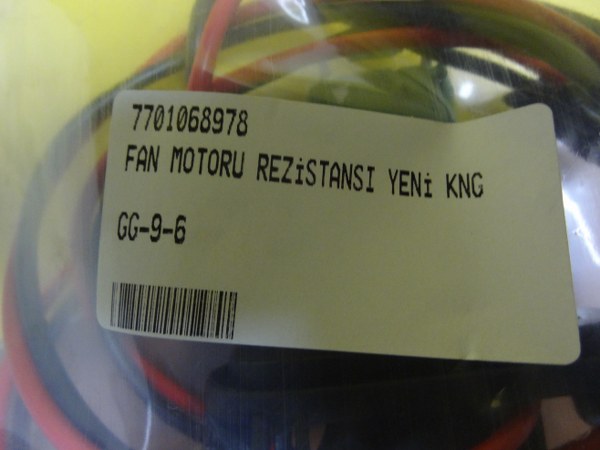 7701068978
FAN MOTORU REZİSTANSI YENİ KNG
GG-9-6